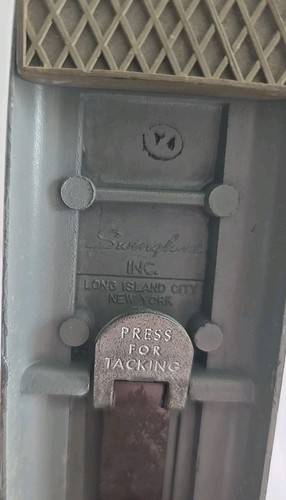 Swingline
INC.
LONG ISLAND CITY
NEW YORK
PRESS
FOR
TACKING